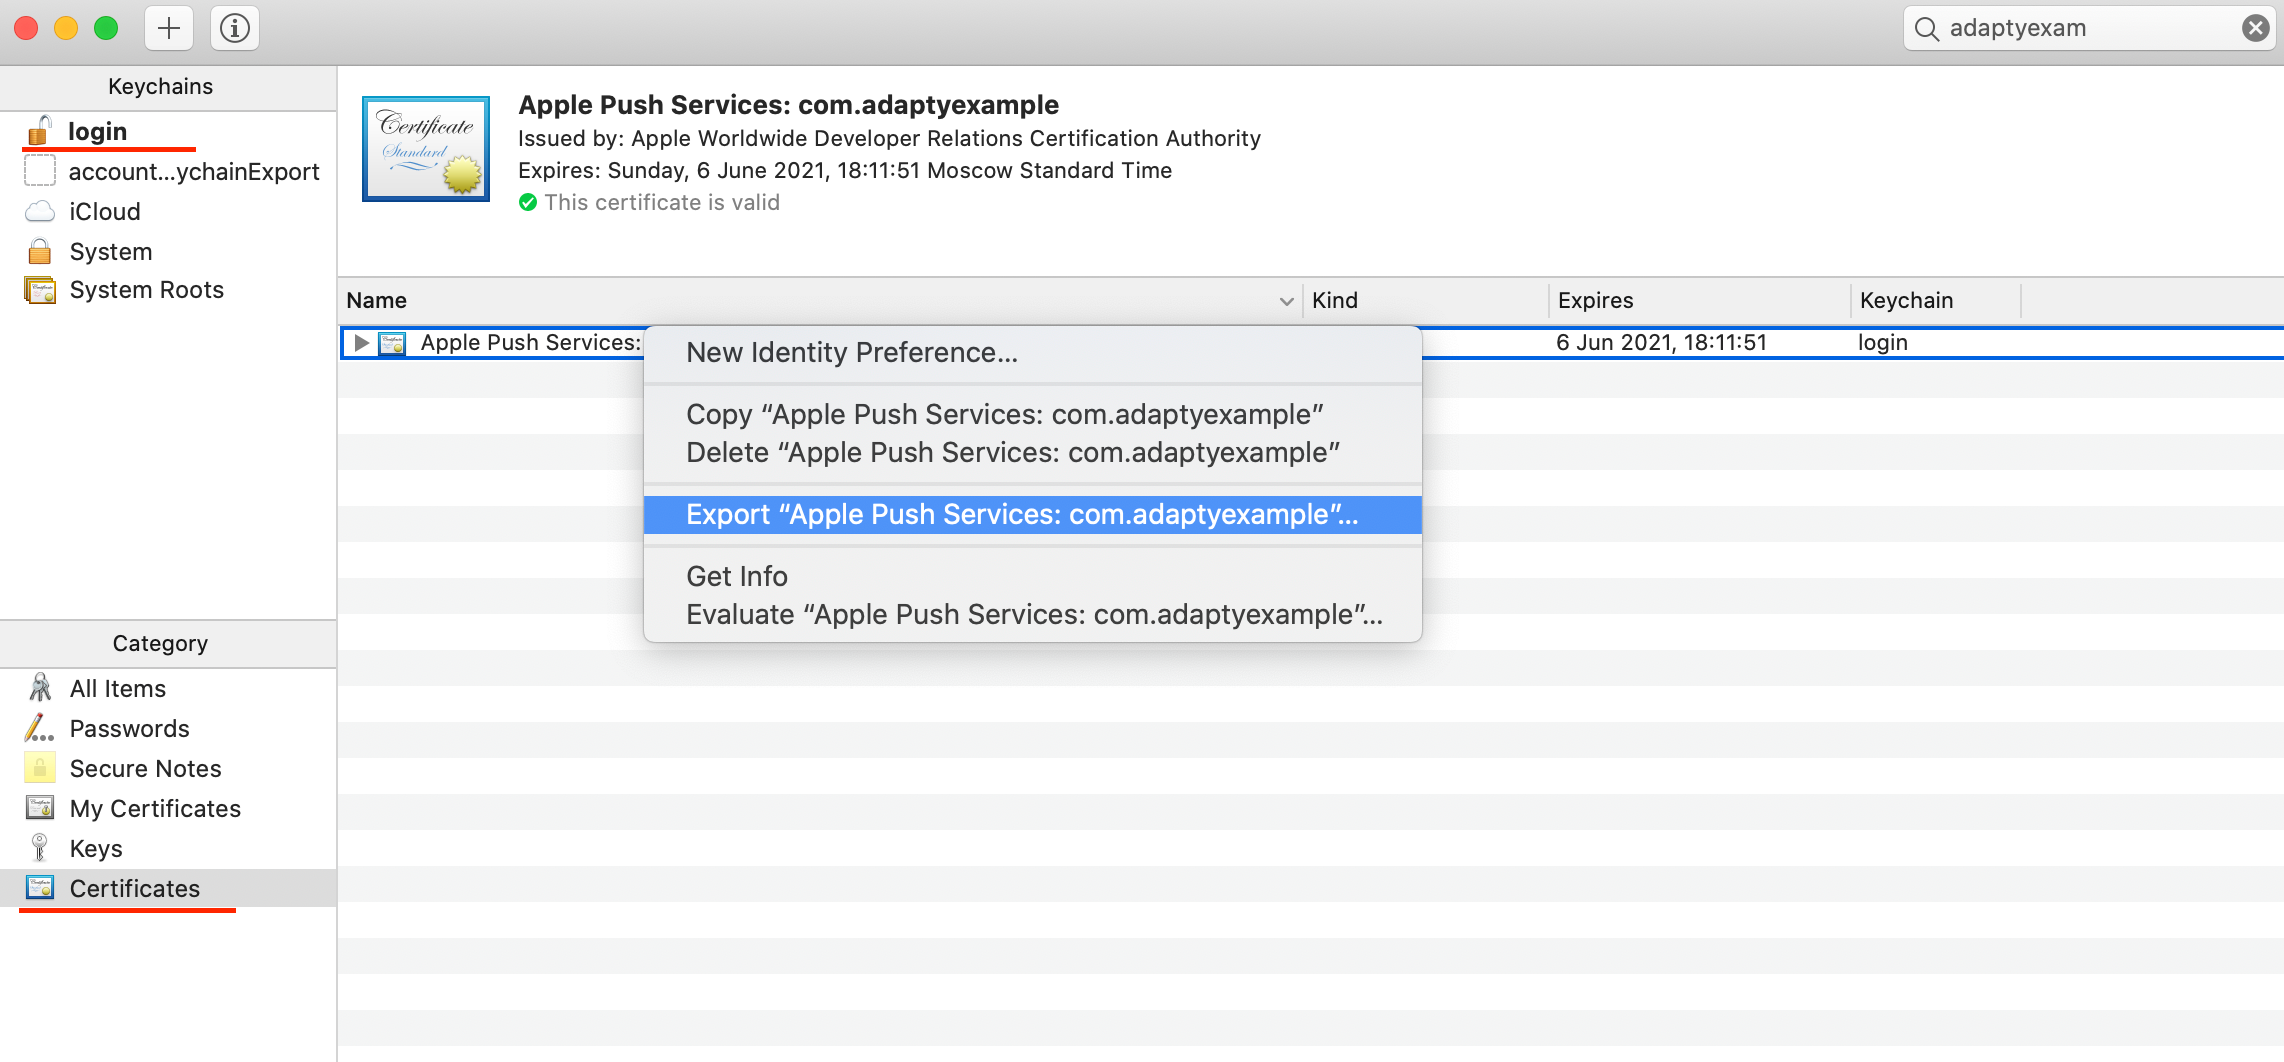 adaptyexam
Keychains
login
account...ychainExport
iCloud
System
System Roots
Category
All Items
Passwords
Secure Notes
My Certificates
Keys
Certificates
Certificate
Standard
Apple Push Services: com.adaptyexample
Issued by: Apple Worldwide Developer Relations Certification Authority
Expires: Sunday, 6 June 2021, 18:11:51 Moscow Standard Time
This certificate is valid
Name Kind Expires Keychain
Apple Push Services: 6 Jun 2021, 18:11:51 login
New Identity Preference...
Copy “Apple Push Services: com.adaptyexample”
Delete “Apple Push Services: com.adaptyexample”
Export “Apple Push Services: com.adaptyexample”...
Get Info
Evaluate “Apple Push Services: com.adaptyexample”...